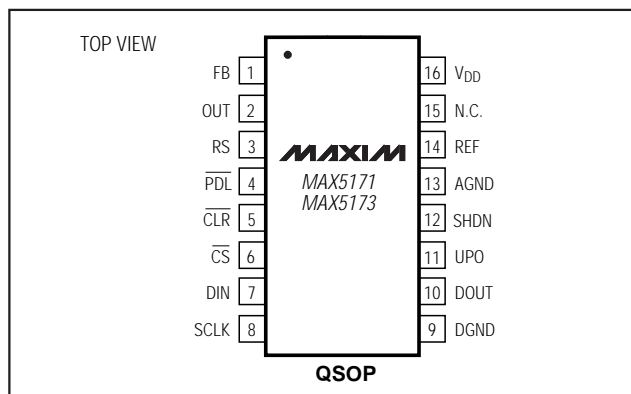 TOP VIEW
FB 1
OUT 2
RS 3
PDL 4
CLR 5
CS 6
DIN 7
SCLK 8
MAXIM
MAX5171
MAX5173
16 VDD
15 N.C.
14 REF
13 AGND
12 SHDN
11 UPO
10 DOUT
9 DGND
QSOP